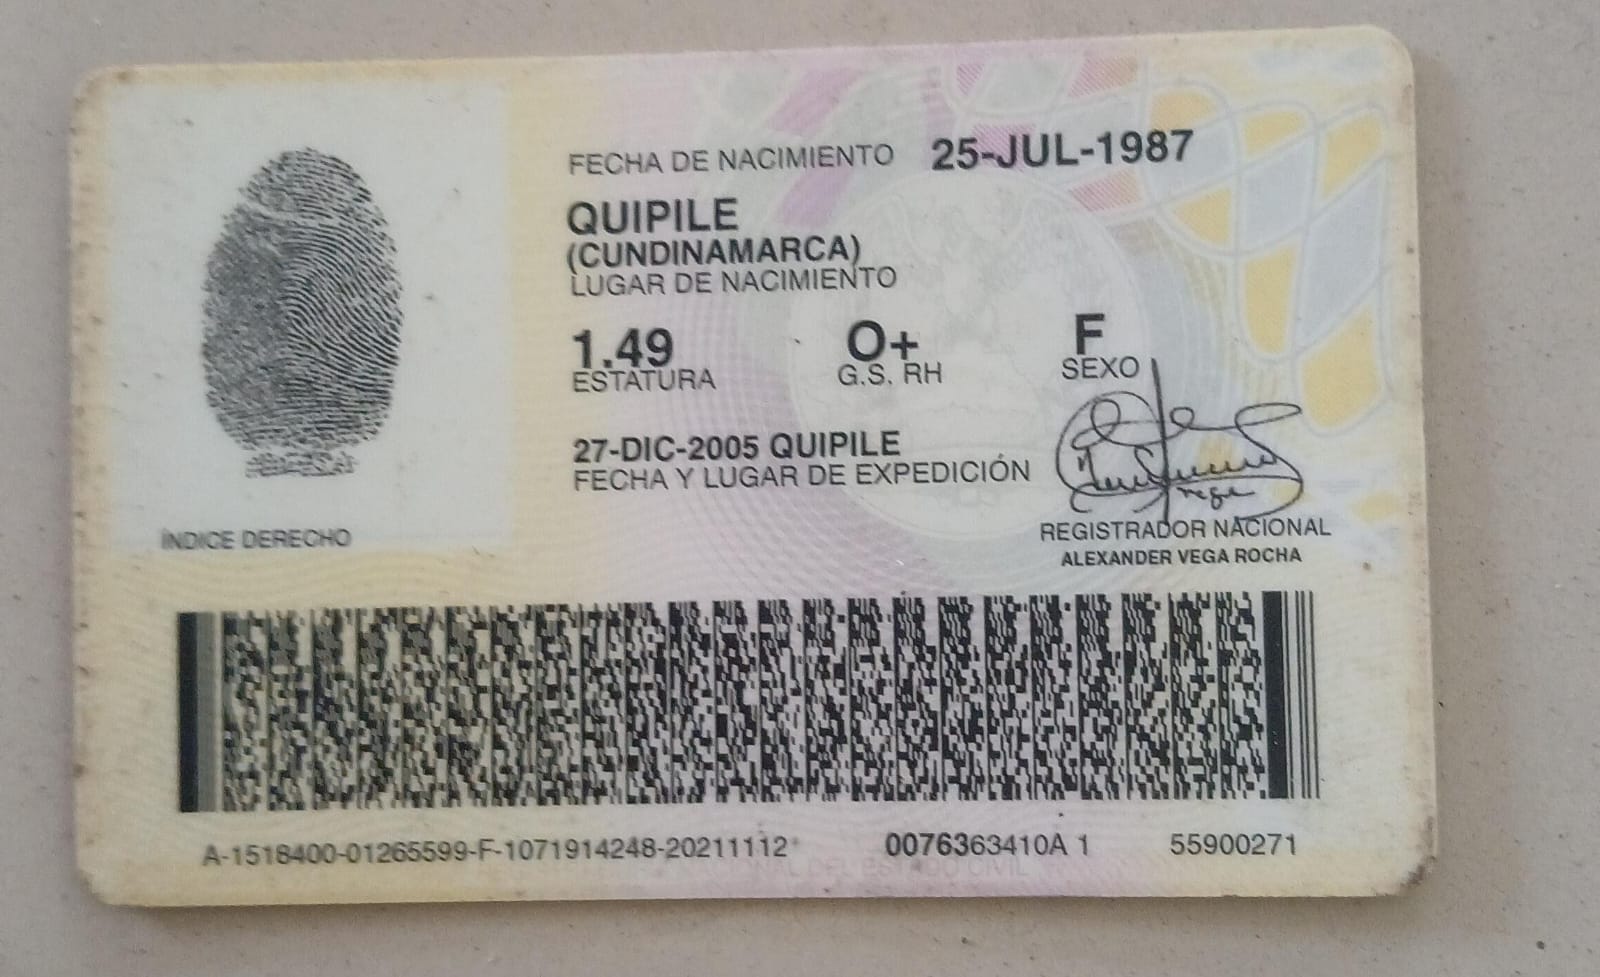 FECHA DE NACIMIENTO 25-JUL-1987
QUIPILE
(CUNDINAMARCA)
LUGAR DE NACIMIENTO
1.49 O+ F
ESTATURA G.S. RH SEXO
27-DIC-2005 QUIPILE
FECHA Y LUGAR DE EXPEDICIÓN
ÍNDICE DERECHO
REGISTRADOR NACIONAL
ALEXANDER VEGA ROCHA
A-1518400-01265599-F-1071914248-20211112 0076363410A 1 55900271